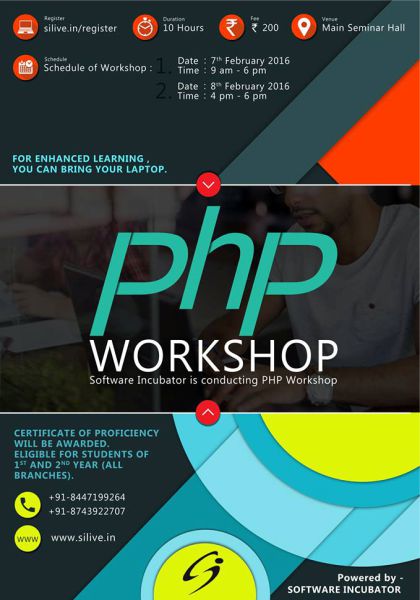 Register
silive.in/register
Duration
10 Hours
Fee
₹ 200
Venue
Main Seminar Hall
Schedule
Schedule of Workshop :
1. Date : 7th February 2016
Time : 9 am - 6 pm
2. Date : 8th February 2016
Time : 4 pm - 6 pm
FOR ENHANCED LEARNING ,
YOU CAN BRING YOUR LAPTOP.
php
WORKSHOP
Software Incubator is conducting PHP Workshop
CERTIFICATE OF PROFICIENCY
WILL BE AWARDED.
ELIGIBLE FOR STUDENTS OF
1ST AND 2ND YEAR (ALL
BRANCHES).
+91-8447199264
+91-8743922707
www www.silive.in
Powered by -
SOFTWARE INCUBATOR